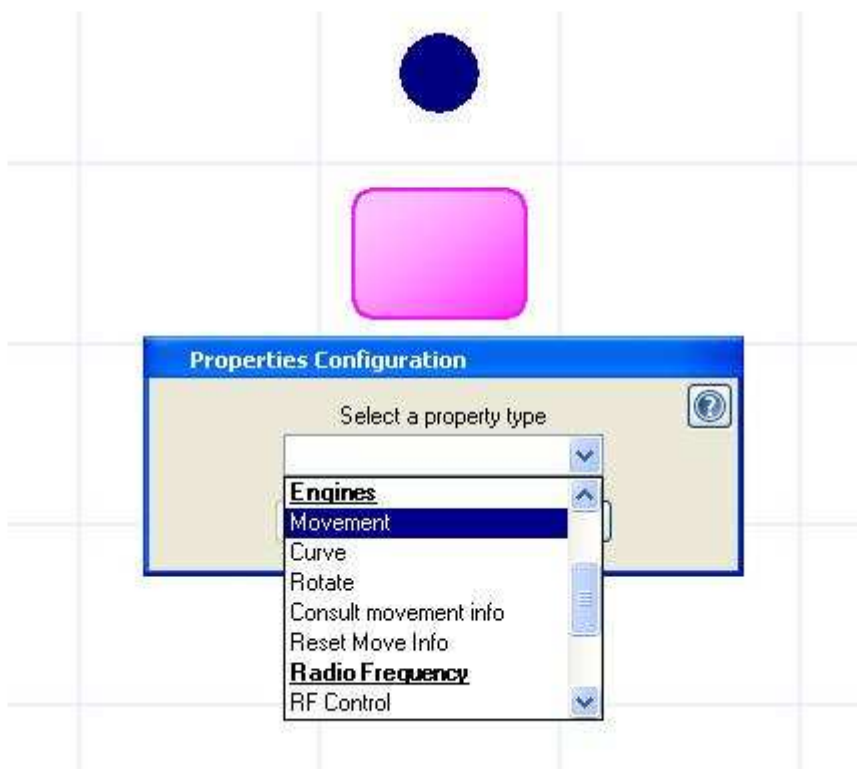 Properties Configuration
Select a property type
Engines
Movement
Curve
Rotate
Consult movement info
Reset Move Info
Radio Frequency
RF Control